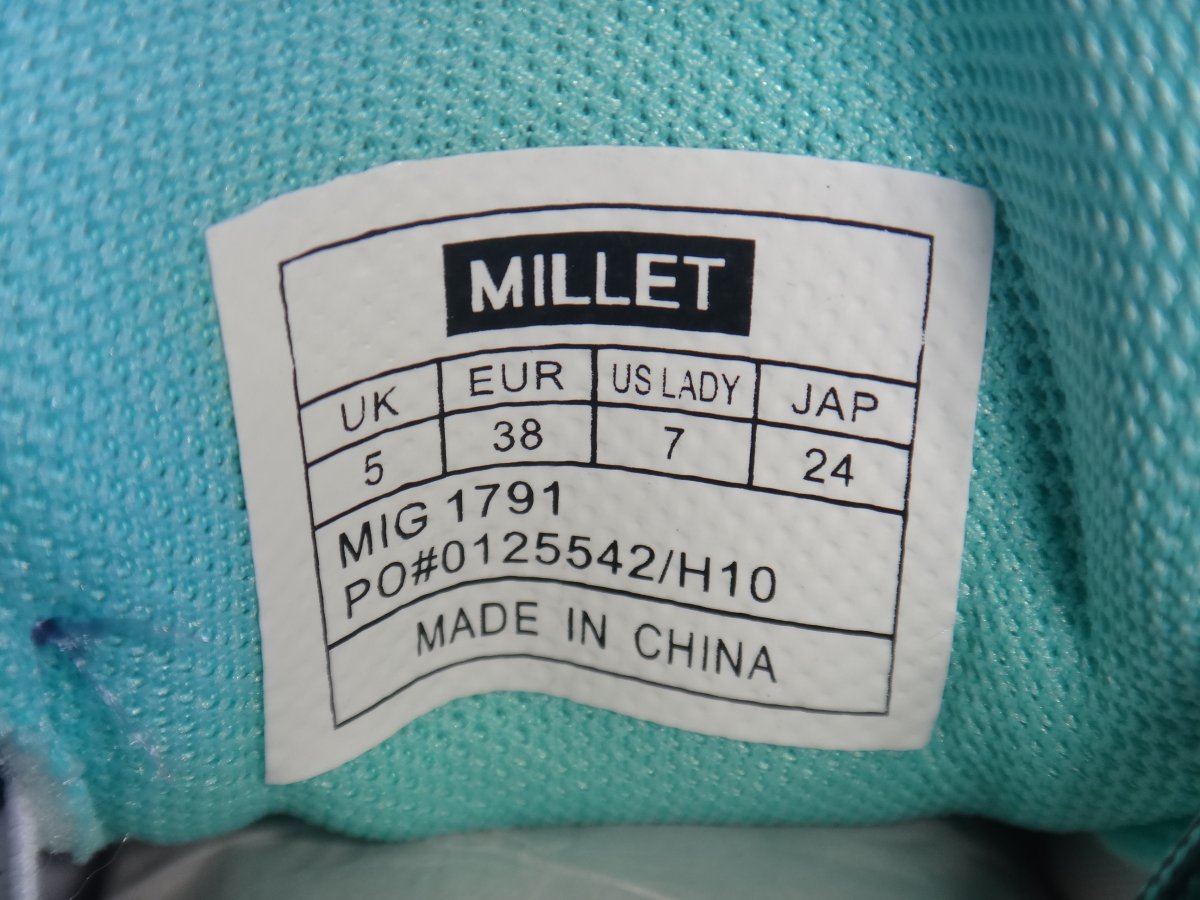 MILLET
UK EUR US LADY JAP
5 38 7 24
MIG 1791
PO#0125542/H10
MADE IN CHINA